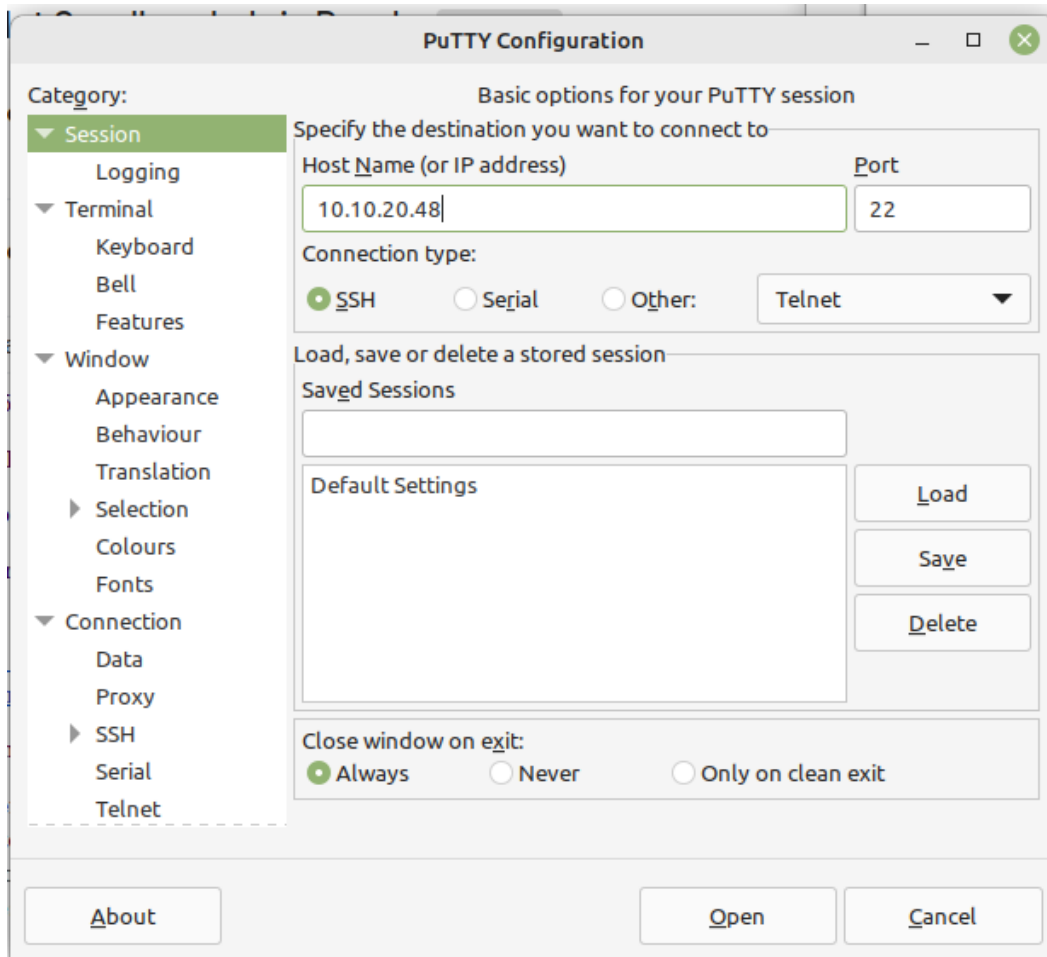 PuTTY Configuration
Category:
Basic options for your PuTTY session
Session
Logging
Terminal
Keyboard
Bell
Features
Window
Appearance
Behaviour
Translation
Selection
Colours
Fonts
Connection
Data
Proxy
SSH
Serial
Telnet
Specify the destination you want to connect to
Host Name (or IP address) Port
10.10.20.48 22
Connection type:
SSH Serial Other: Telnet
Load, save or delete a stored session
Saved Sessions
Default Settings
Load
Save
Delete
Close window on exit:
Always Never Only on clean exit
About Open Cancel